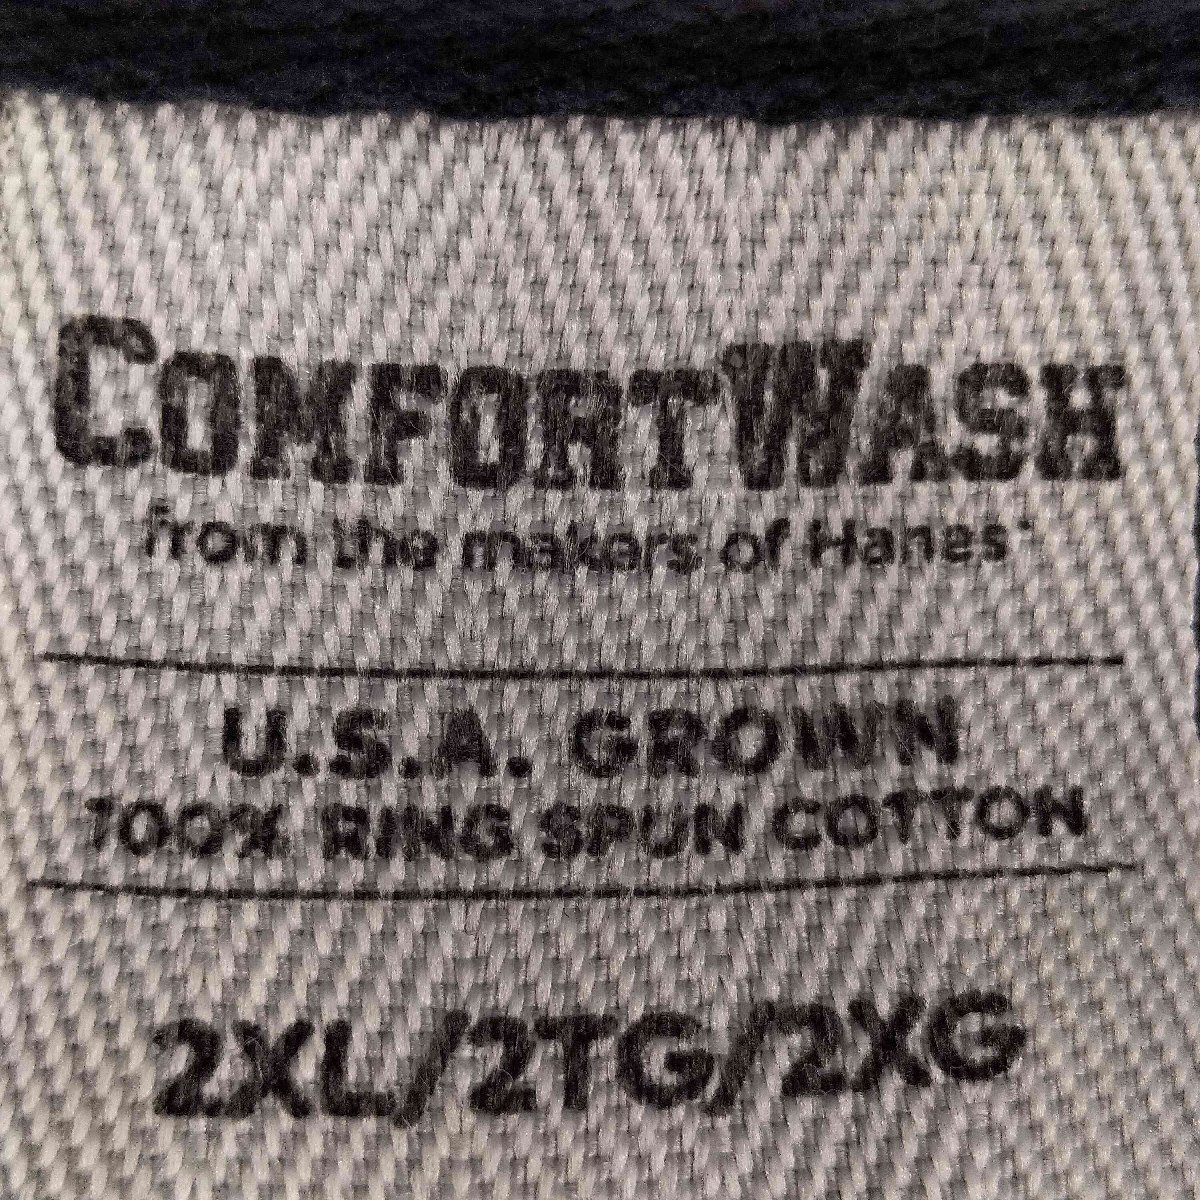 COMFORTWASH
from the makers of Hanes
U.S.A. GROWN
100% RING SPUN COTTON
2XL/2TG/2XG